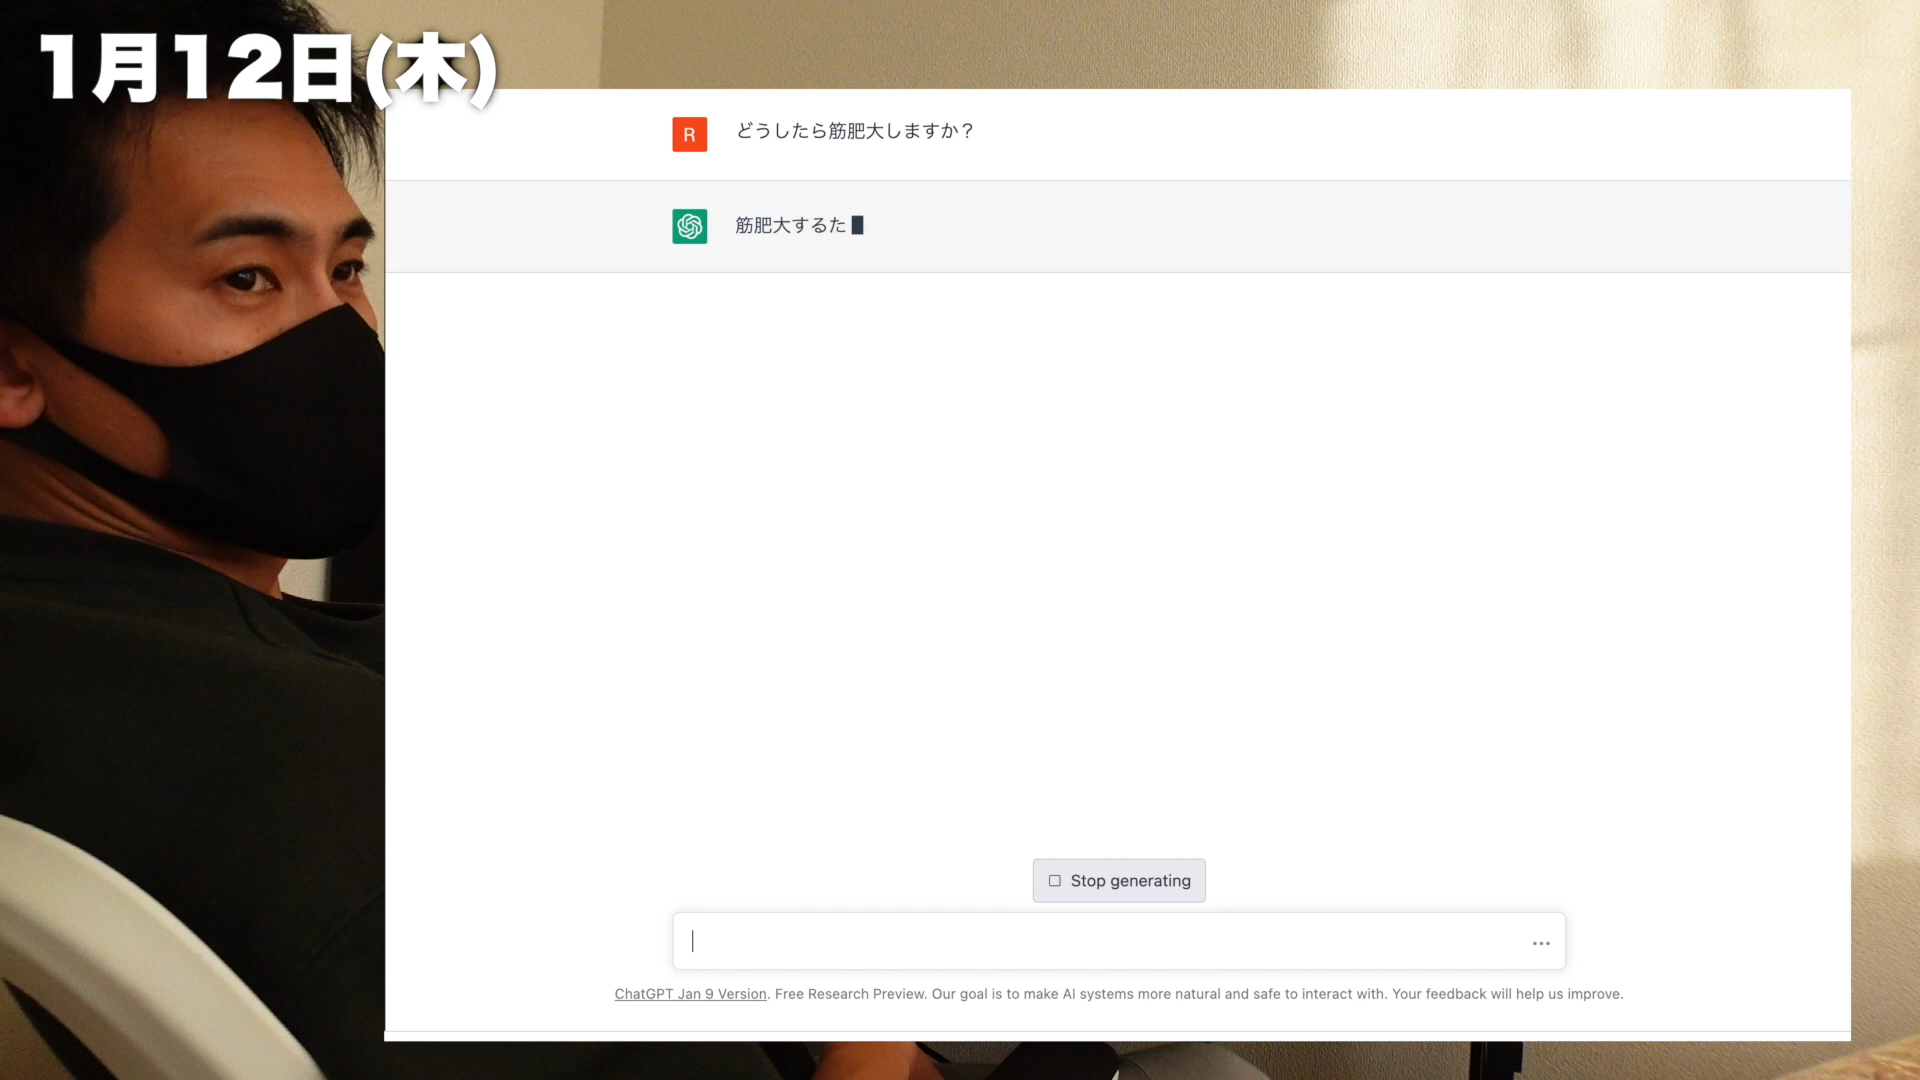 1月12日(木)
R
どうしたら筋肥大しますか？
筋肥大するた
Stop generating
ChatGPT Jan 9 Version. Free Research Preview. Our goal is to make AI systems more natural and safe to interact with. Your feedback will help us improve.